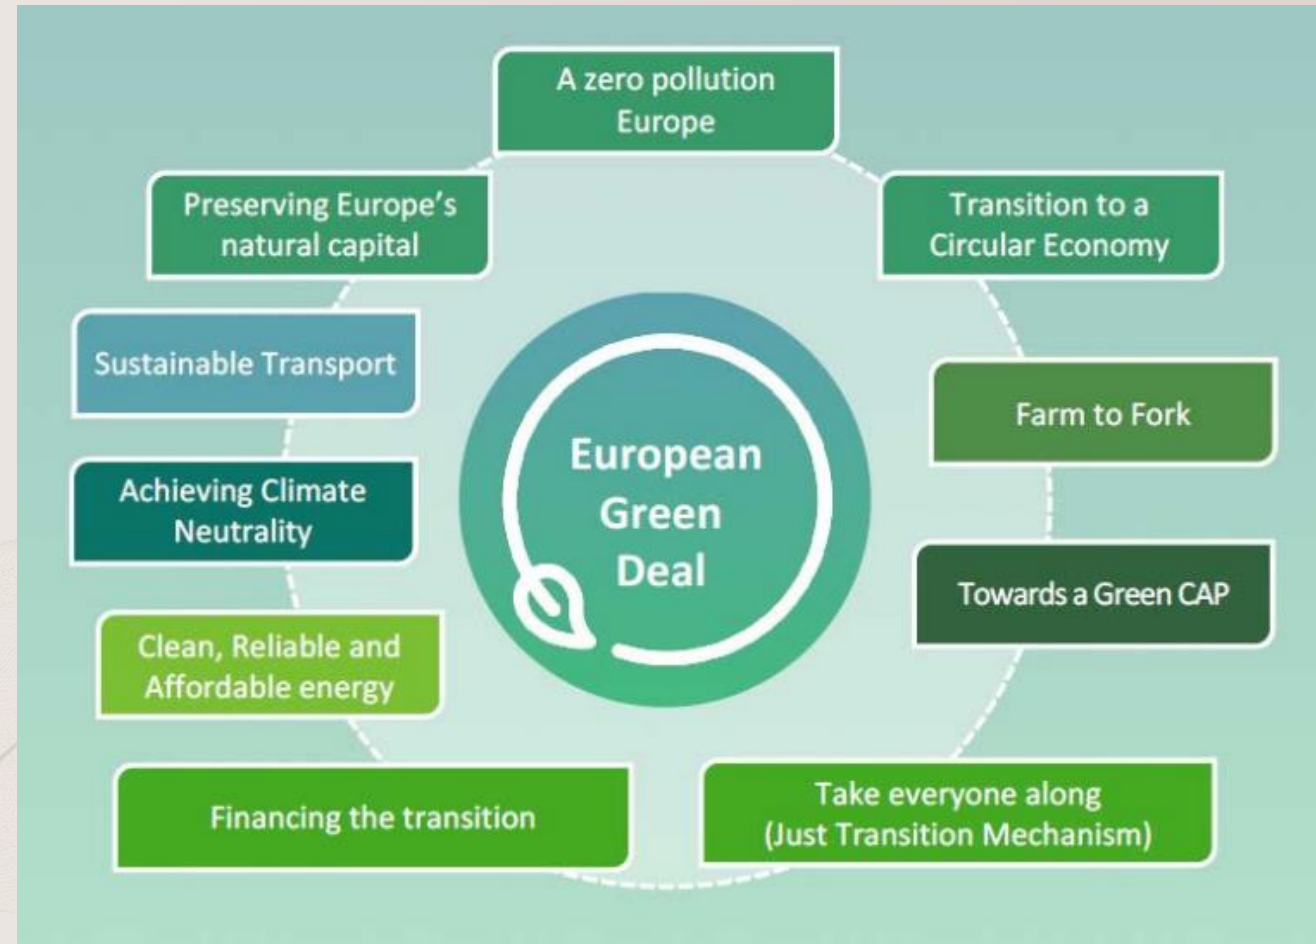 A zero pollution
Europe
Preserving Europe’s
natural capital
Transition to a
Circular Economy
Sustainable Transport
Farm to Fork
European
Green
Deal
Achieving Climate
Neutrality
Towards a Green CAP
Clean, Reliable and
Affordable energy
Financing the transition
Take everyone along
(Just Transition Mechanism)